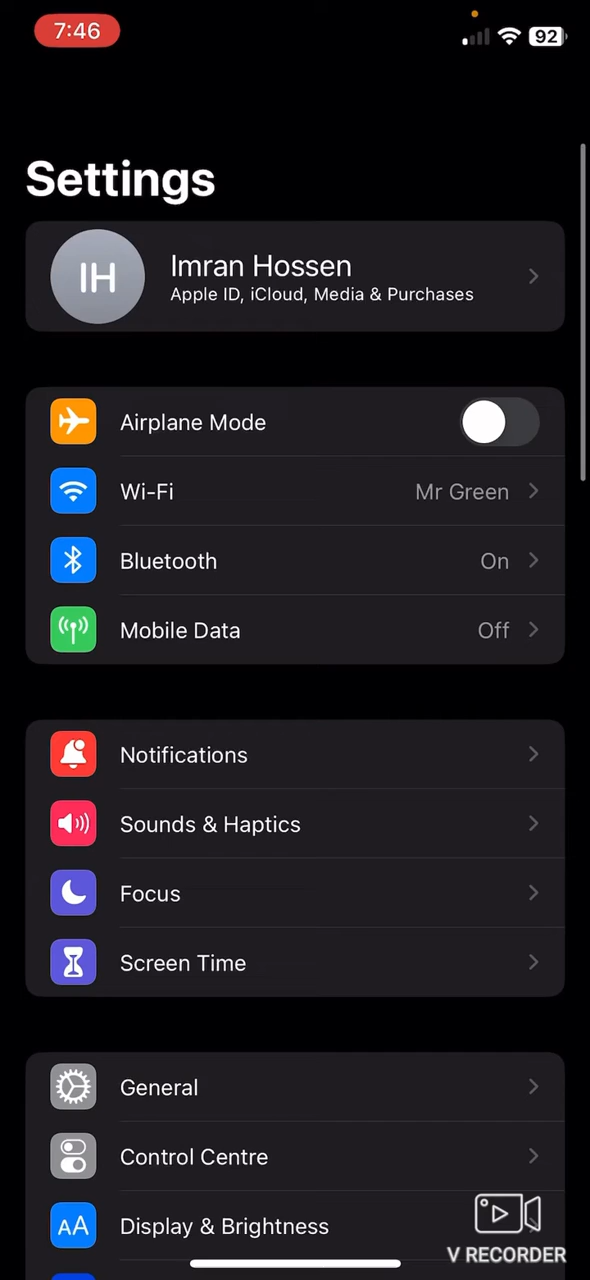 7:46
92
Settings
IH
Imran Hossen
Apple ID, iCloud, Media & Purchases
Airplane Mode
Wi-Fi Mr Green
Bluetooth On
Mobile Data Off
Notifications
Sounds & Haptics
Focus
Screen Time
General
Control Centre
AA Display & Brightness
V RECORDER